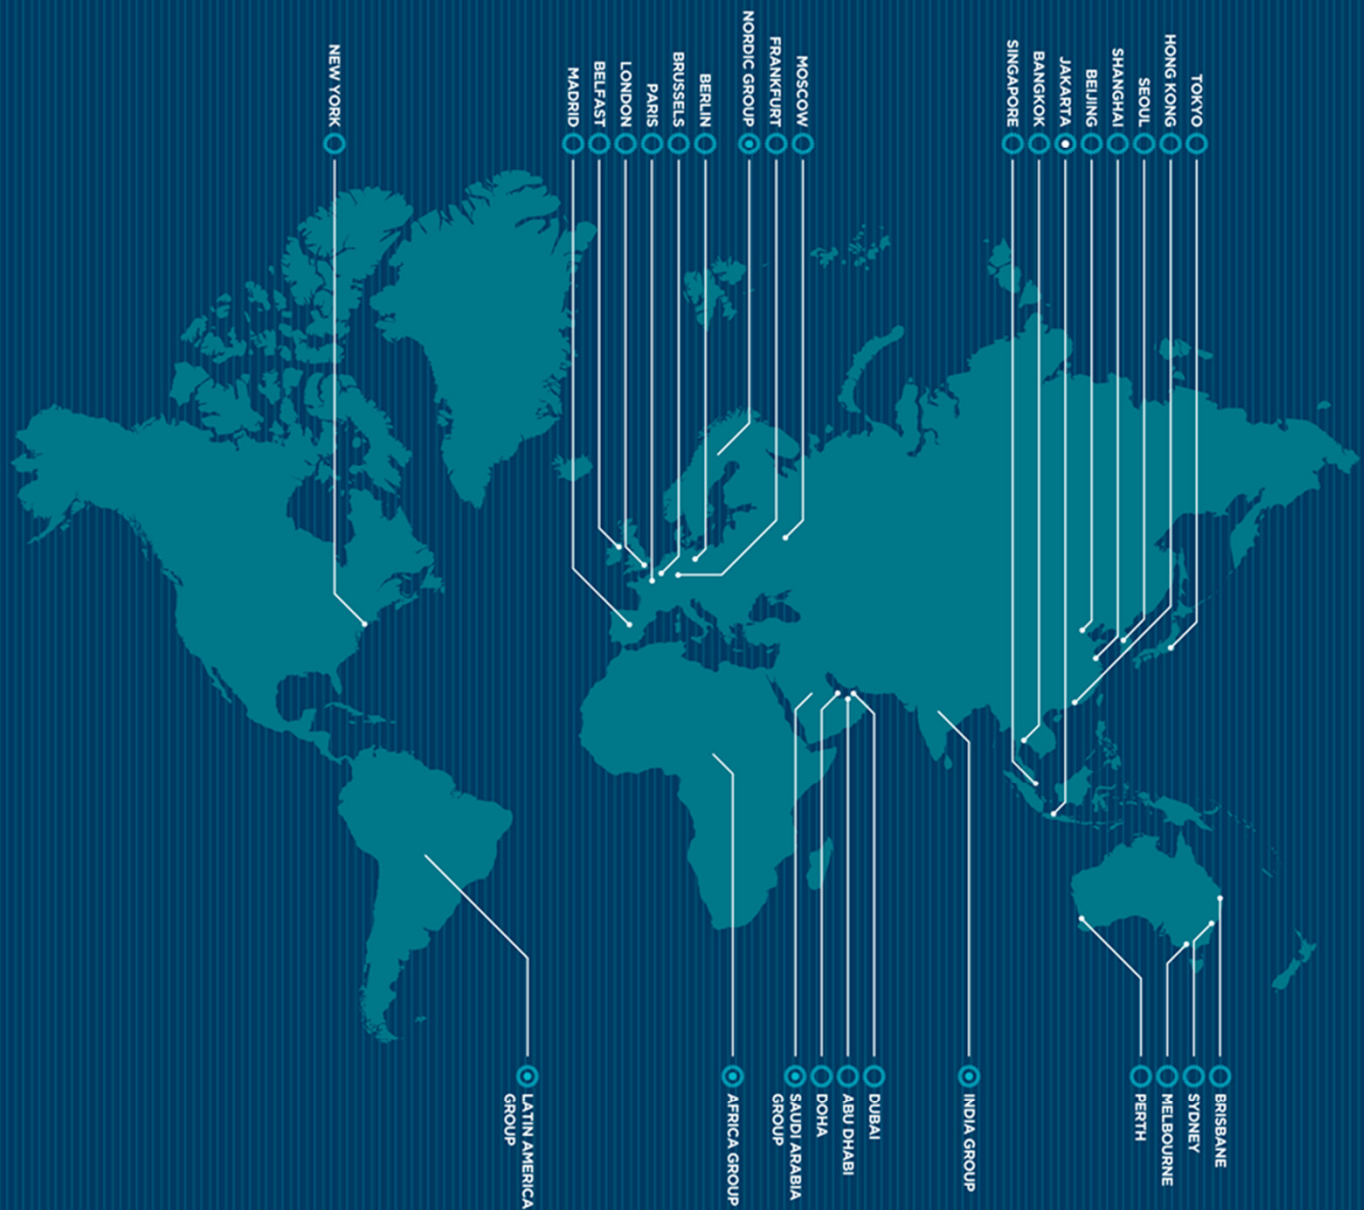 NEW YORK
MADRID
BELFAST
LONDON
PARIS
BRUSSELS
BERLIN
NORDIC GROUP
FRANKFURT
MOSCOW
SINGAPORE
BANGKOK
JAKARTA
BEIJING
SHANGHAI
SEOUL
HONG KONG
TOKYO
LATIN AMERICA
GROUP
AFRICA GROUP
SAUDI ARABIA
GROUP
DOHA
ABU DHABI
DUBAI
INDIA GROUP
PERTH
MELBOURNE
SYDNEY
BRISBANE